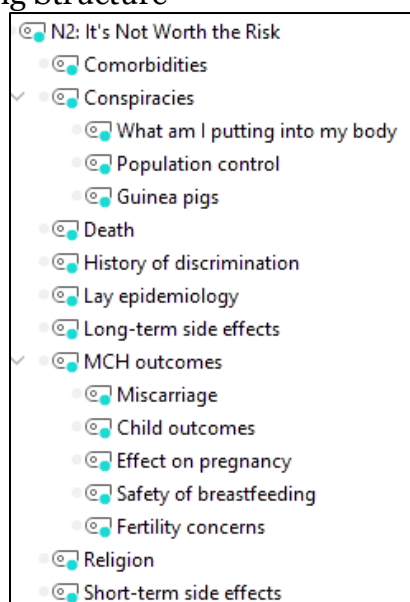 g Structure
N2: It's Not Worth the Risk
Comorbidities
Conspiracies
What am I putting into my body
Population control
Guinea pigs
Death
History of discrimination
Lay epidemiology
Long-term side effects
MCH outcomes
Miscarriage
Child outcomes
Effect on pregnancy
Safety of breastfeeding
Fertility concerns
Religion
Short-term side effects